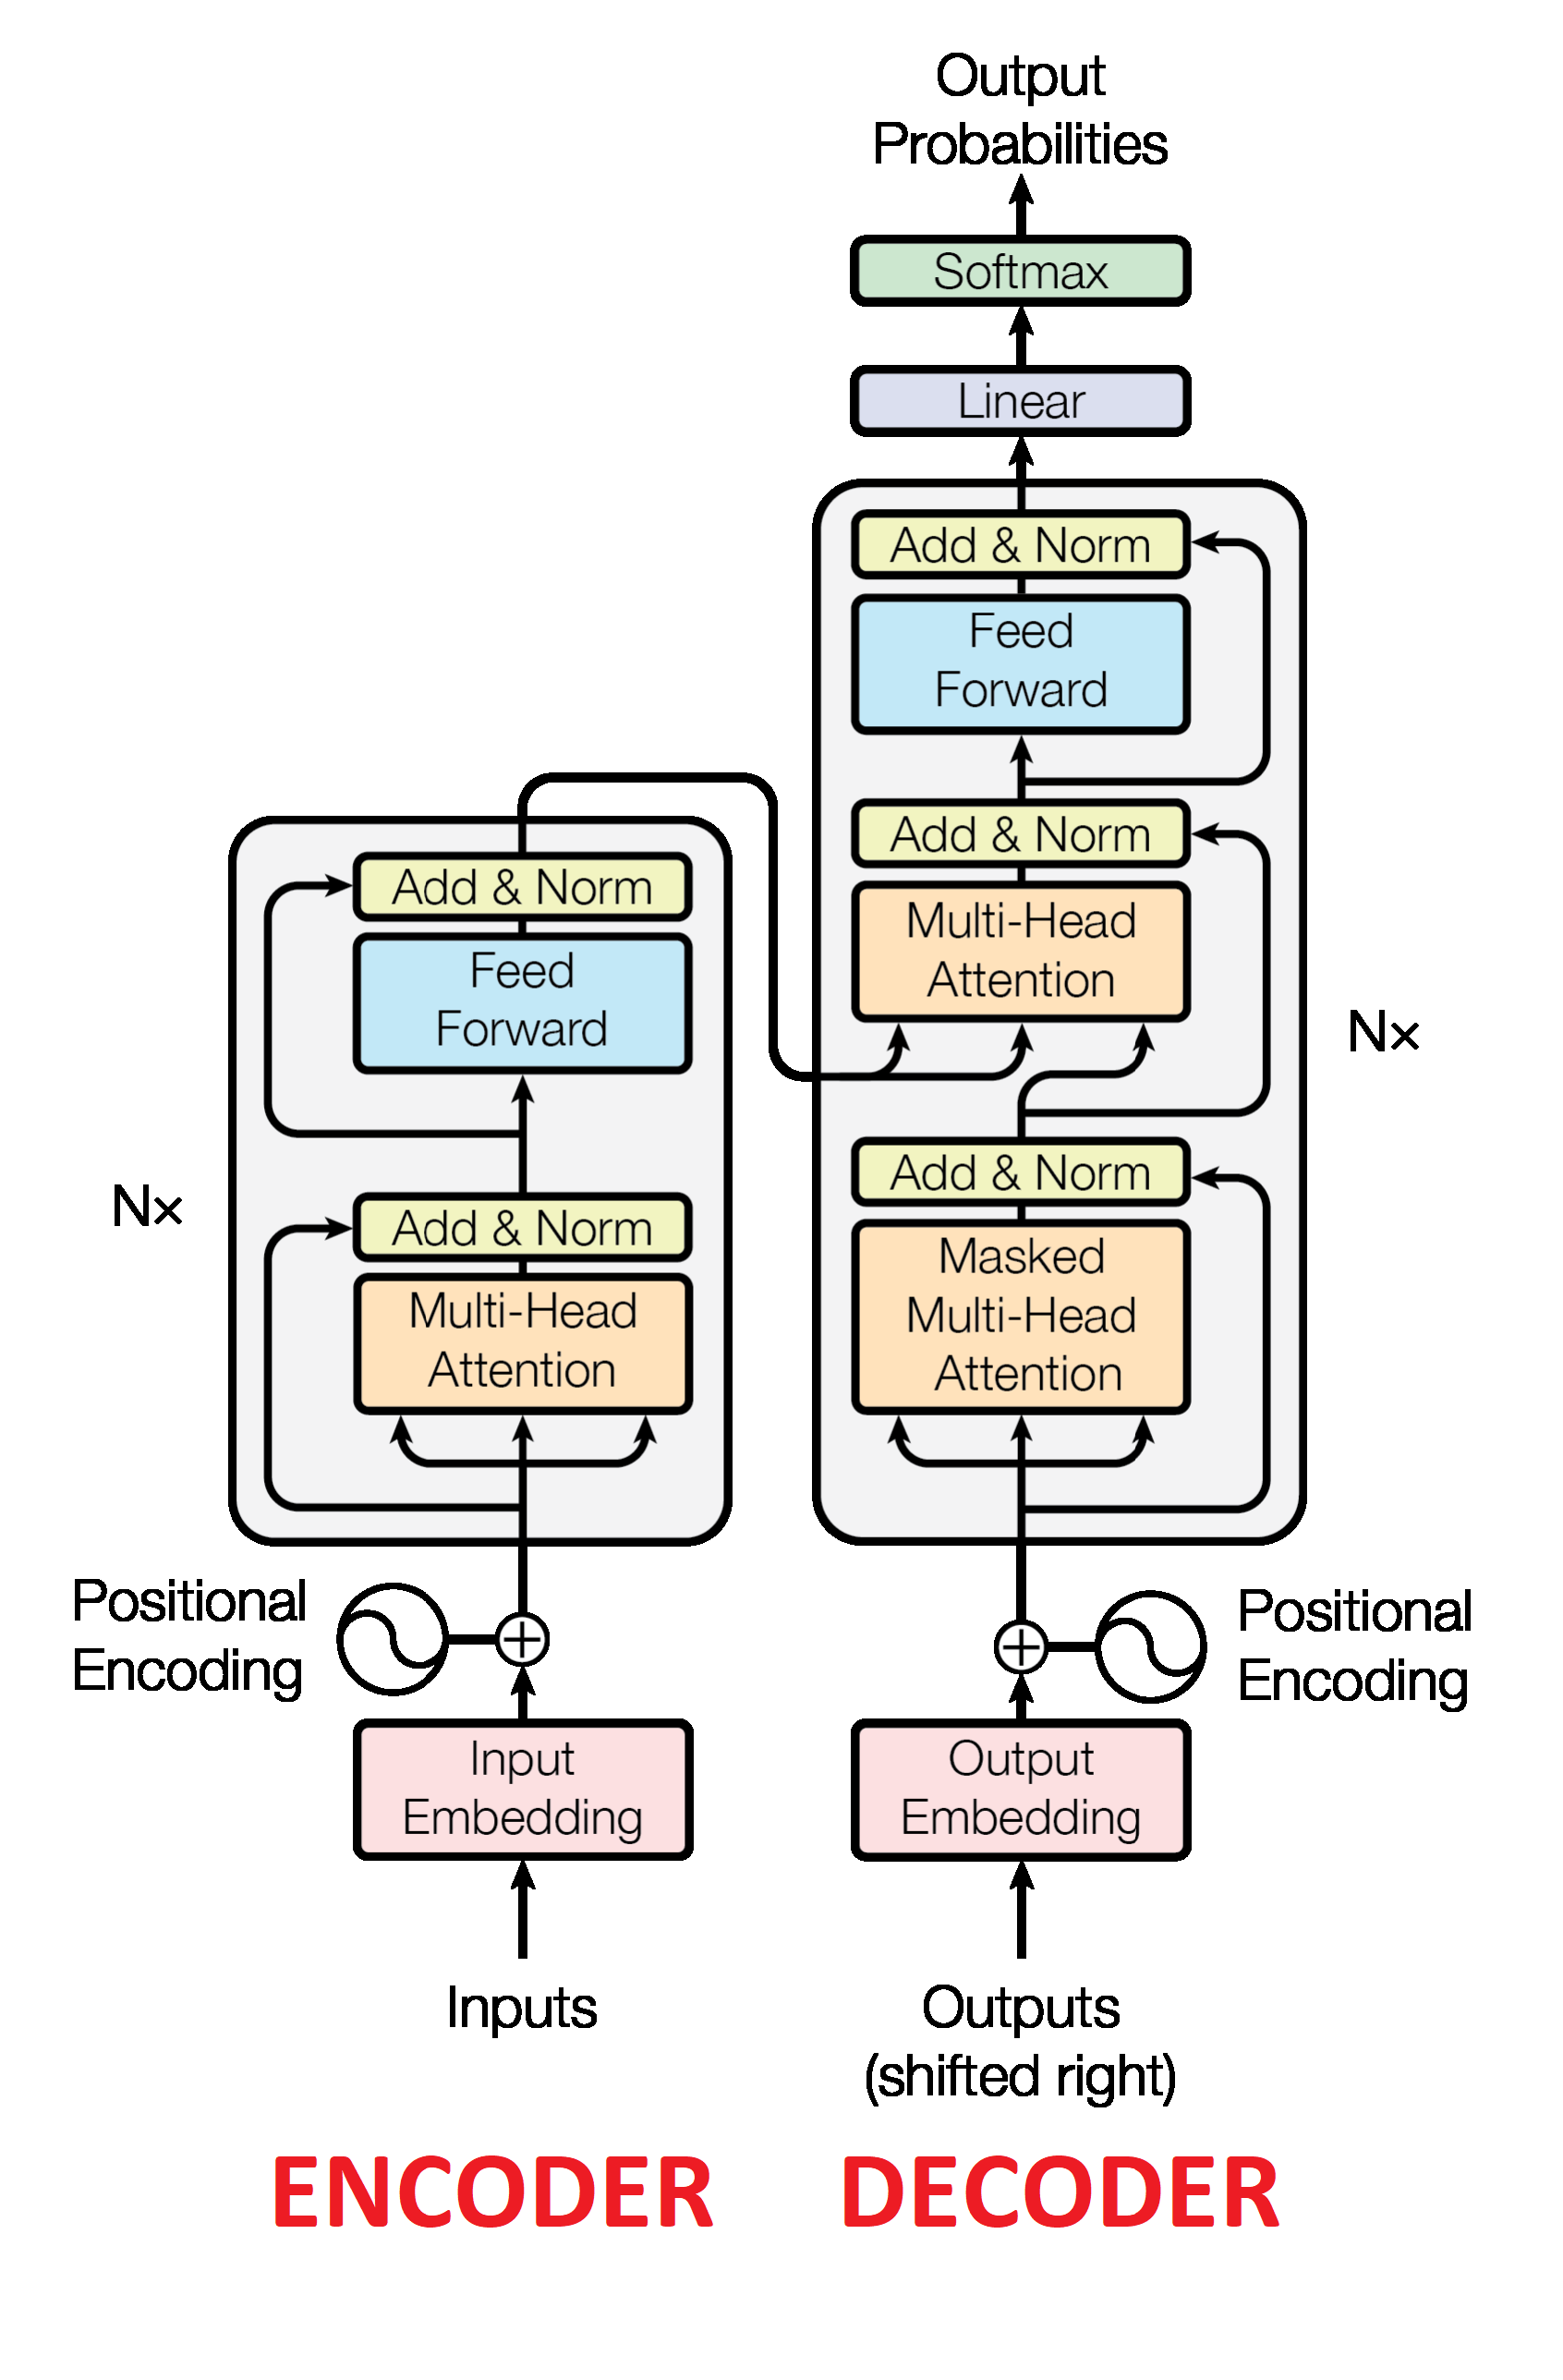 Output
Probabilities
Softmax
Linear
Add & Norm
Feed
Forward
Add & Norm
Multi-Head
Attention
Add & Norm
Masked
Multi-Head
Attention
N×
Add & Norm
Feed
Forward
Add & Norm
Multi-Head
Attention
N×
Positional
Encoding
Positional
Encoding
Input
Embedding
Output
Embedding
Inputs
Outputs
(shifted right)
ENCODER
DECODER